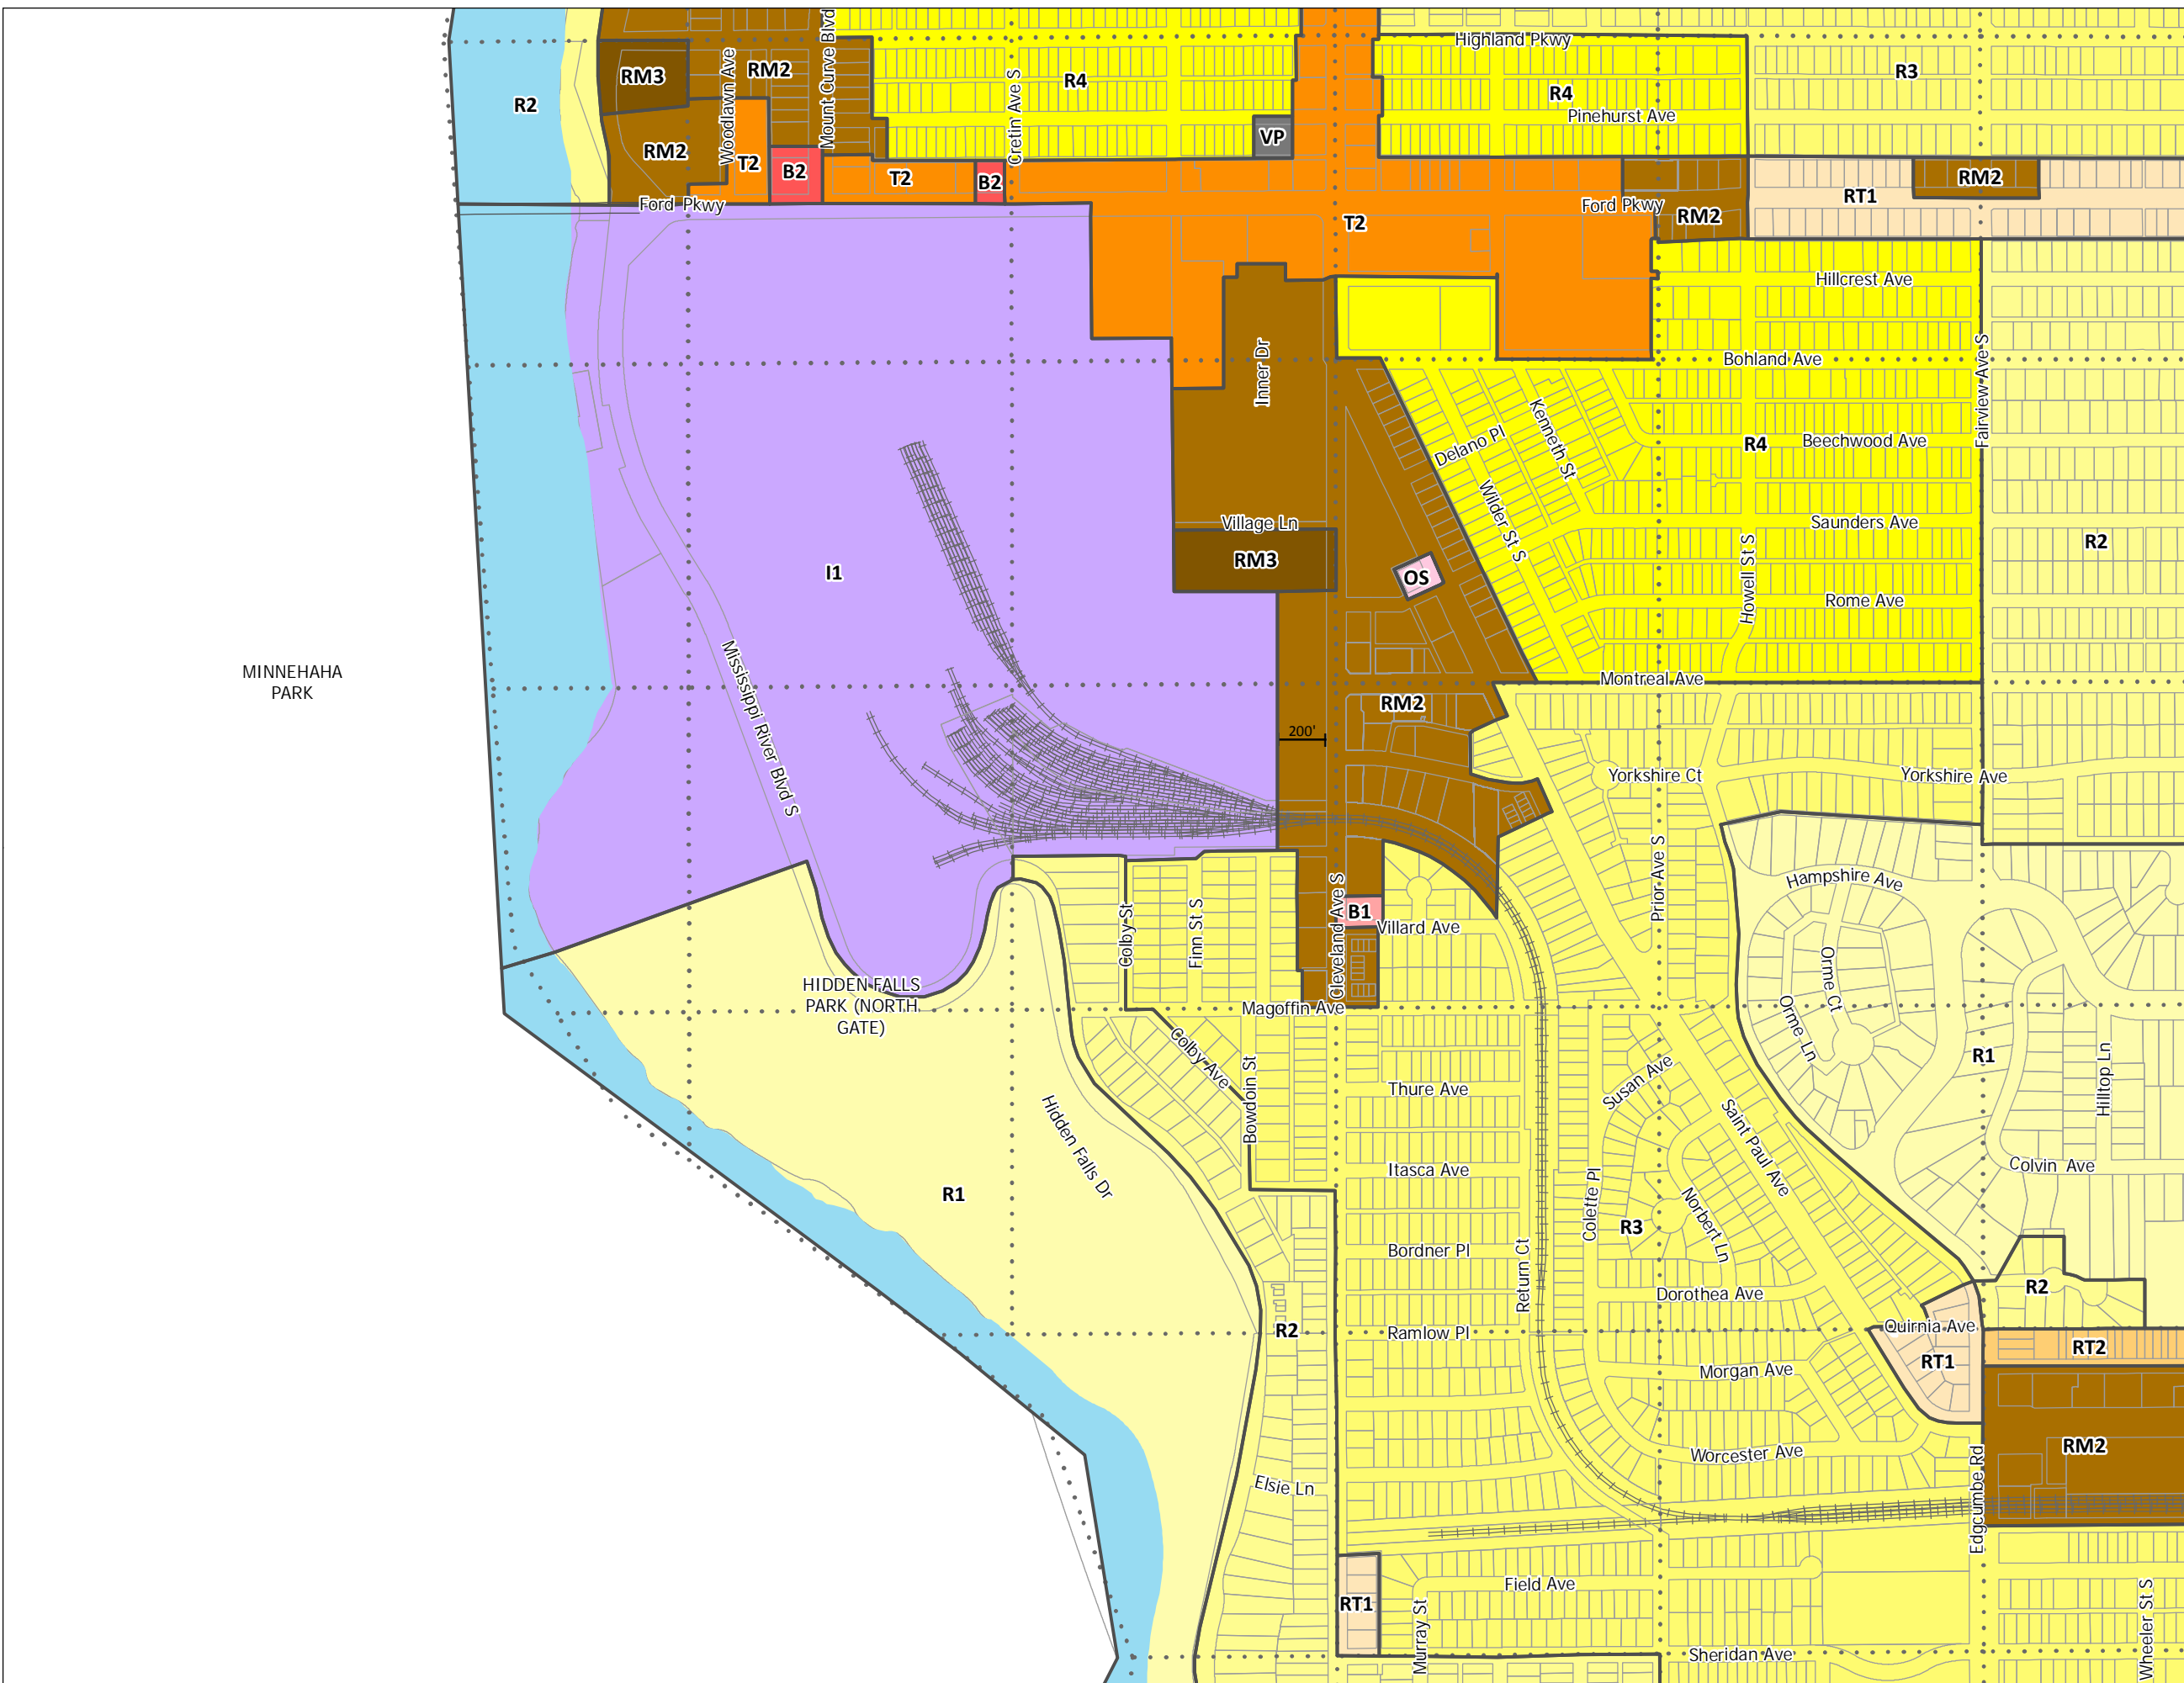 Highland Pkwy
R3
RM3
RM2
Woodlawn Ave
Mount Curve Blvd
R4
Cretin Ave S
R4
R2
Pinehurst Ave
VP
RM2
T2
B2
T2
B2
RM2
RT1
Ford Pkwy
Ford Pkwy
RM2
T2
Hillcrest Ave
Inner Dr
Bohland Ave
Fairview Ave S
Delano Pl
Kenneth St
R4
Beechwood Ave
Wilder St S
Village Ln
Saunders Ave
R2
RM3
I1
OS
Howell St S
Rome Ave
MINNEHAHA
PARK
Montreal Ave
Mississippi River Blvd S
RM2
200'
Yorkshire Ct
Yorkshire Ave
Prior Ave S
Hampshire Ave
Colby St
Finn St S
Cleveland Ave S
B1
Villard Ave
Orme Ct
Orme Ln
HIDDEN FALLS
PARK (NORTH
GATE)
Magoffin Ave
Colby Ave
Bowdoin St
R1
Hilltop Ln
Thure Ave
Susan Ave
Saint Paul Ave
Hidden Falls Dr
Itasca Ave
Colvin Ave
R1
Colette Pl
R3
Norbert Ln
Bordner Pl
Return Ct
Dorothea Ave
R2
R2
Ramlow Pl
Quirnia Ave
RT1
RT2
Morgan Ave
Worcester Ave
RM2
Elsie Ln
Edgcumbe Rd
Field Ave
RT1
Murray St
Wheeler St S
Sheridan Ave